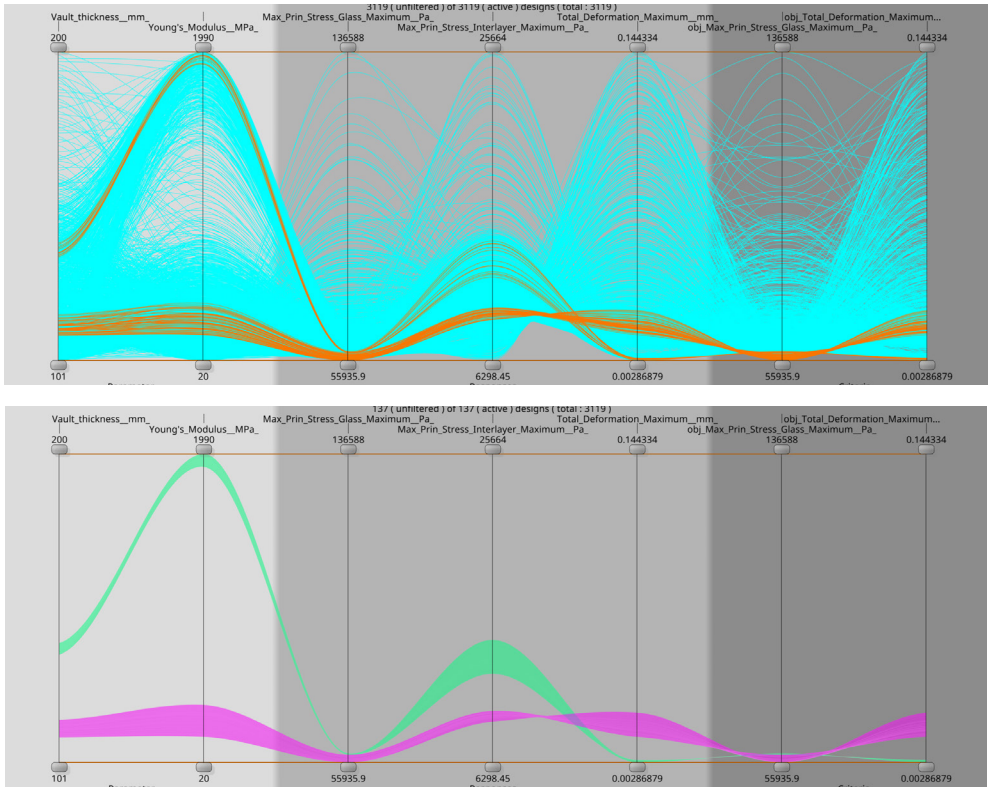 3119 ( unfiltered ) of 3119 ( active ) designs ( total : 3119 )
Vault_thickness__mm_ | Max_Prin_Stress_Glass_Maximum__Pa_ | Total_Deformation_Maximum__mm_ | obj_Total_Deformation_Maximum...
Young's_Modulus__MPa_ | Max_Prin_Stress_Interlayer_Maximum__Pa_ | obj_Max_Prin_Stress_Glass_Maximum__Pa_
200 1990 136588 25664 0.144334 136588 0.144334
101 20 55935.9 6298.45 0.00286879 55935.9 0.00286879
137 ( unfiltered ) of 137 ( active ) designs ( total : 3119 )
Vault_thickness__mm_ | Max_Prin_Stress_Glass_Maximum__Pa_ | Total_Deformation_Maximum__mm_ | obj_Total_Deformation_Maximum...
Young's_Modulus__MPa_ | Max_Prin_Stress_Interlayer_Maximum__Pa_ | obj_Max_Prin_Stress_Glass_Maximum__Pa_
200 1990 136588 25664 0.144334 136588 0.144334
101 20 55935.9 6298.45 0.00286879 55935.9 0.00286879